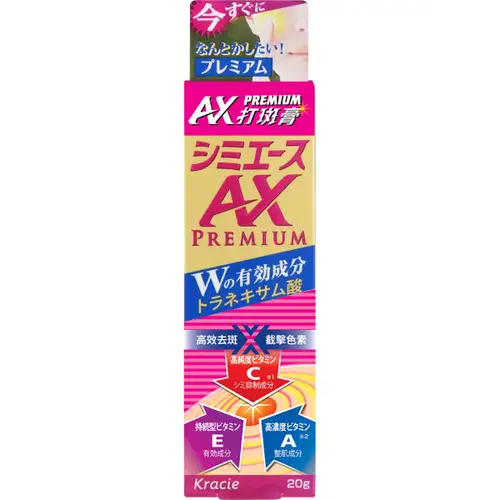 今すぐに
なんとかしたい!
プレミアム
AX PREMIUM
打斑膏
シミエース
AX
PREMIUM
Wの有効成分
トラネキサム酸
高效去斑 X 截擊色素
高純度ビタミン
C ※1
シミ抑制成分
持続型ビタミン
E
有効成分
高濃度ビタミン
A ※2
整肌成分
Kracie
20g